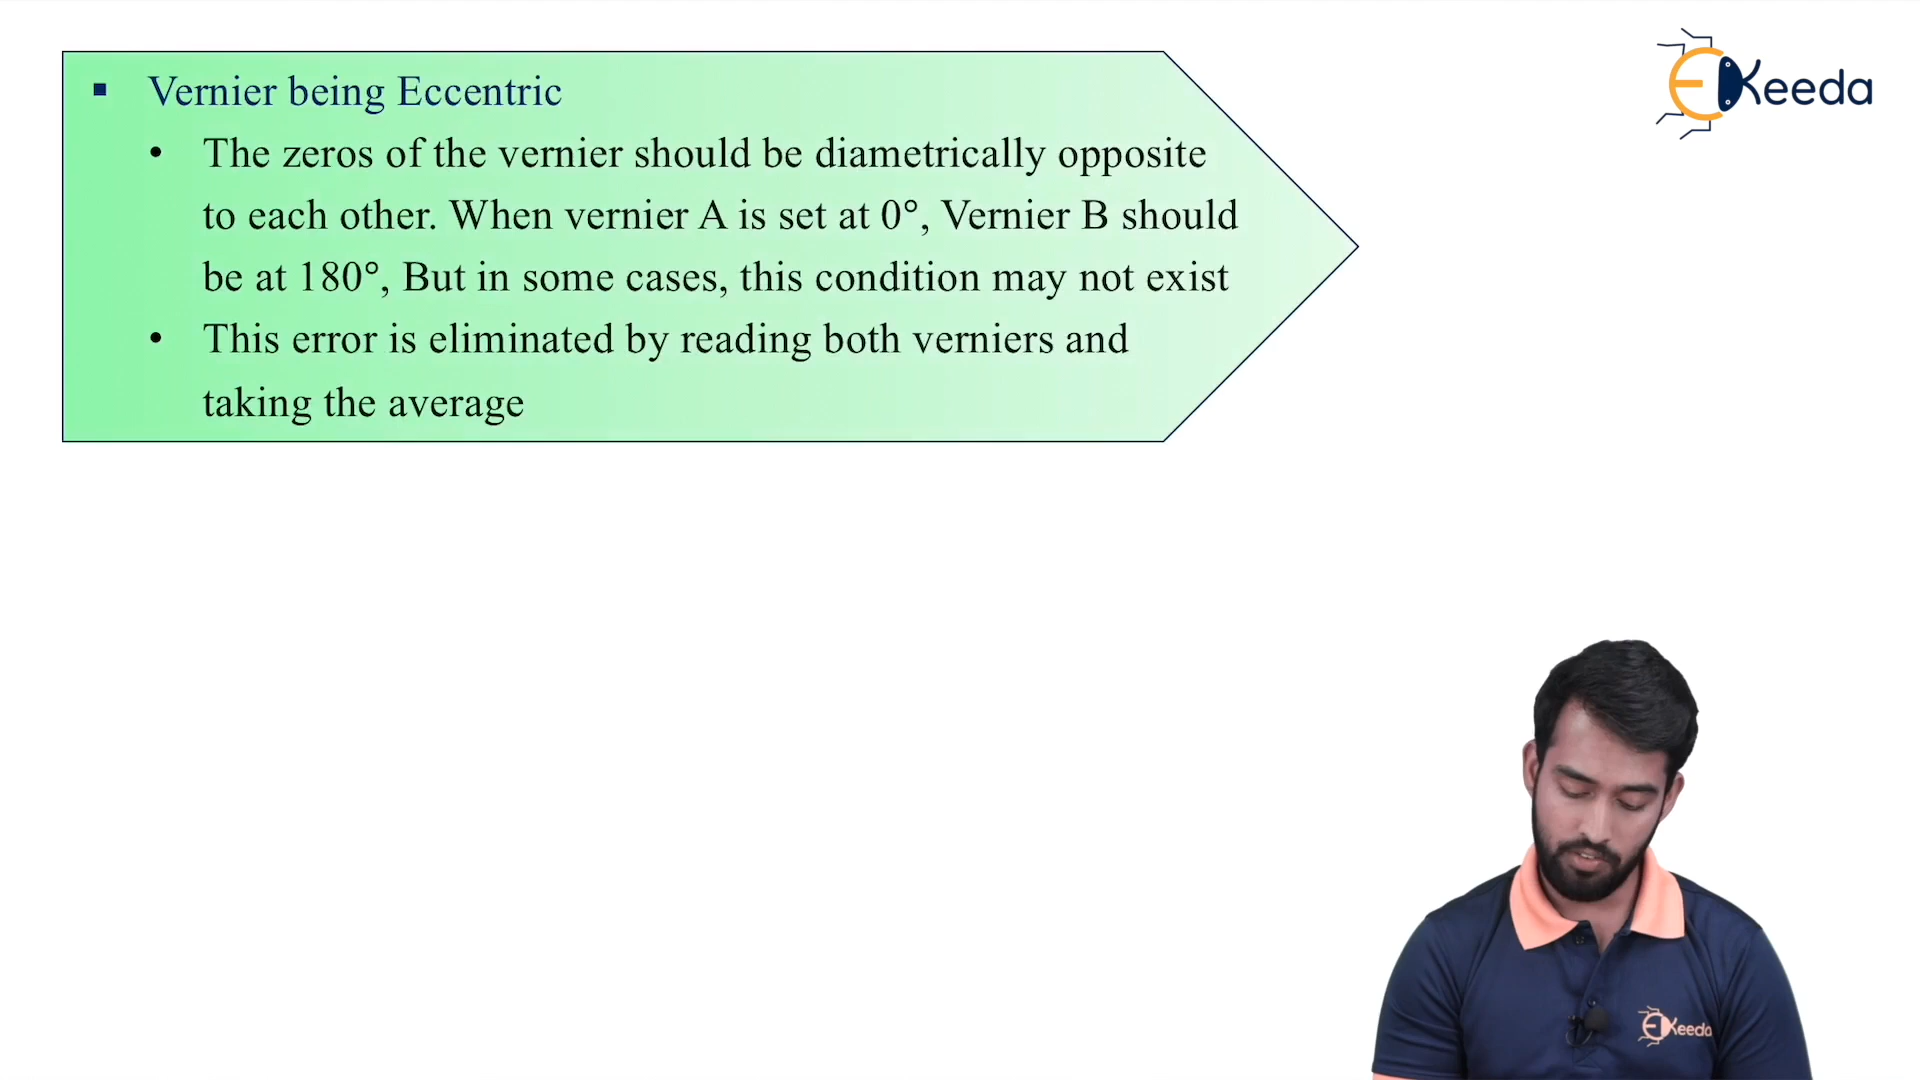 Vernier being Eccentric
• The zeros of the vernier should be diametrically opposite
to each other. When vernier A is set at 0°, Vernier B should
be at 180°, But in some cases, this condition may not exist
• This error is eliminated by reading both verniers and
taking the average
EKeeda
EKeeda